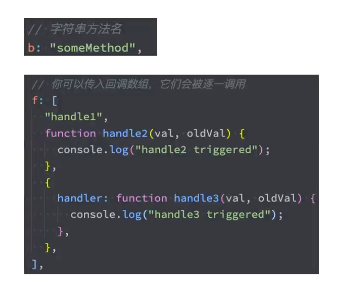 // 字符串方法名
b: "someMethod",
// 你可以传入回调数组，它们会被逐一调用
f: [
"handle1",
function handle2(val, oldVal) {
console.log("handle2 triggered");
},
{
handler: function handle3(val, oldVal) {
console.log("handle3 triggered");
},
},
],